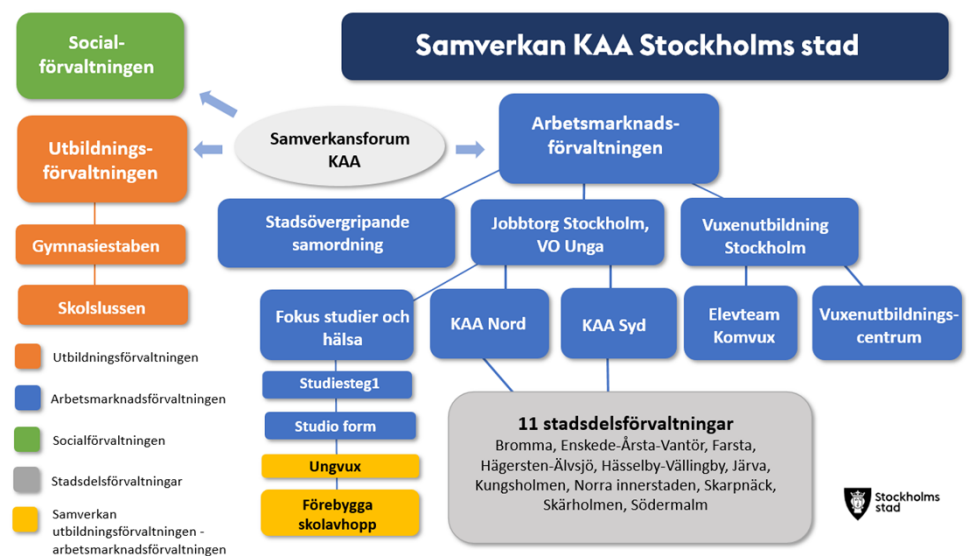 Samverkan KAA Stockholms stad
Social-
förvaltningen
Utbildnings-
förvaltningen
Gymnasiestaben
Skolslussen
Samverkansforum
KAA
Arbetsmarknads-
förvaltningen
Stadsövergripande
samordning
Jobbtorg Stockholm,
VO Unga
Vuxenutbildning
Stockholm
Fokus studier och
hälsa
KAA Nord
KAA Syd
Elevteam
Komvux
Vuxenutbildnings-
centrum
Studiesteg1
Studio form
Ungvux
Förebygga
skolavhopp
11 stadsdelsförvaltningar
Bromma, Enskede-Årsta-Vantör, Farsta,
Hägersten-Älvsjö, Hässelby-Vällingby, Järva,
Kungsholmen, Norra innerstaden, Skarpnäck,
Skärholmen, Södermalm
Utbildningsförvaltningen
Arbetsmarknadsförvaltningen
Socialförvaltningen
Stadsdelsförvaltningar
Samverkan
utbildningsförvaltningen -
arbetsmarknadsförvaltningen
Stockholms
stad